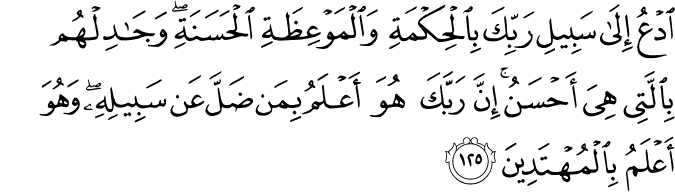 ٱدْعُ إِلَىٰ سَبِيلِ رَبِّكَ بِٱلْحِكْمَةِ وَٱلْمَوْعِظَةِ ٱلْحَسَنَةِ ۖ وَجَـٰدِلْهُم
بِٱلَّتِى هِىَ أَحْسَنُ ۚ إِنَّ رَبَّكَ هُوَ أَعْلَمُ بِمَن ضَلَّ عَن سَبِيلِهِۦ ۖ وَهُوَ
أَعْلَمُ بِٱلْمُهْتَدِينَ ١٢٥